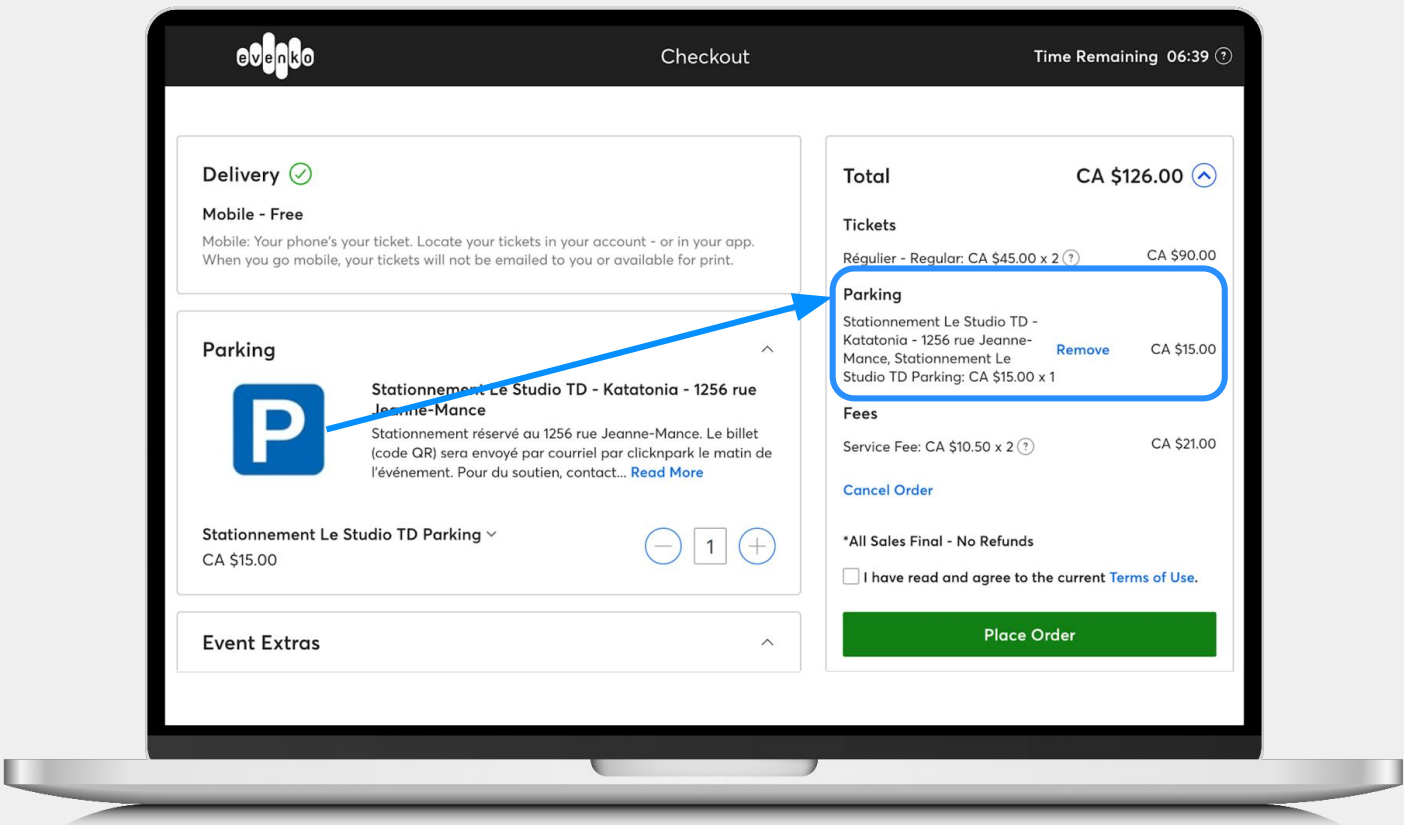 evenko
Checkout
Time Remaining 06:39 ?
Delivery
Mobile - Free
Mobile: Your phone's your ticket. Locate your tickets in your account - or in your app.
When you go mobile, your tickets will not be emailed to you or available for print.
Parking
P
Stationnement Le Studio TD - Katatonia - 1256 rue
Jeanne-Mance
Stationnement réservé au 1256 rue Jeanne-Mance. Le billet
(code QR) sera envoyé par courriel par clicknpark le matin de
l'événement. Pour du soutien, contact... Read More
Stationnement Le Studio TD Parking
CA $15.00
1
Event Extras
Total CA $126.00
Tickets
Régulier - Regular: CA $45.00 x 2 ? CA $90.00
Parking
Stationnement Le Studio TD -
Katatonia - 1256 rue Jeanne-
Mance, Stationnement Le
Studio TD Parking: CA $15.00 x 1
Remove CA $15.00
Fees
Service Fee: CA $10.50 x 2 ? CA $21.00
Cancel Order
*All Sales Final - No Refunds
I have read and agree to the current Terms of Use.
Place Order